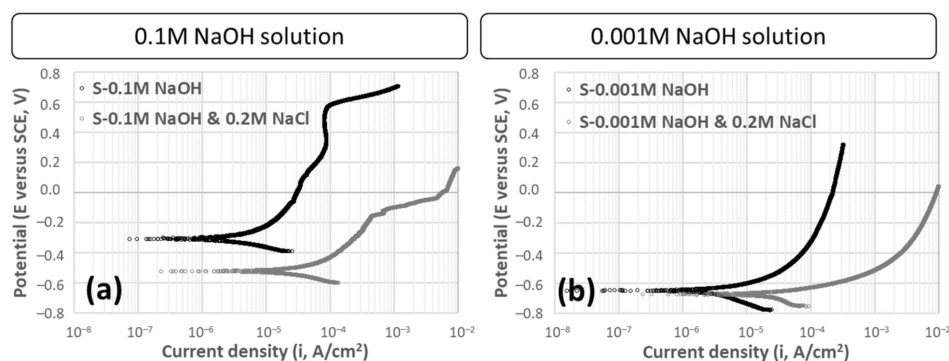 0.1M NaOH solution
0.001M NaOH solution
Potential (E versus SCE, V)
0.8
0.6
0.4
0.2
0.0
−0.2
−0.4
−0.6
−0.8
S-0.1M NaOH
S-0.1M NaOH & 0.2M NaCl
(a)
10⁻⁸ 10⁻⁷ 10⁻⁶ 10⁻⁵ 10⁻⁴ 10⁻³ 10⁻²
Current density (i, A/cm²)
Potential (E versus SCE, V)
0.8
0.6
0.4
0.2
0.0
−0.2
−0.4
−0.6
−0.8
S-0.001M NaOH
S-0.001M NaOH & 0.2M NaCl
(b)
10⁻⁸ 10⁻⁷ 10⁻⁶ 10⁻⁵ 10⁻⁴ 10⁻³ 10⁻²
Current density (i, A/cm²)